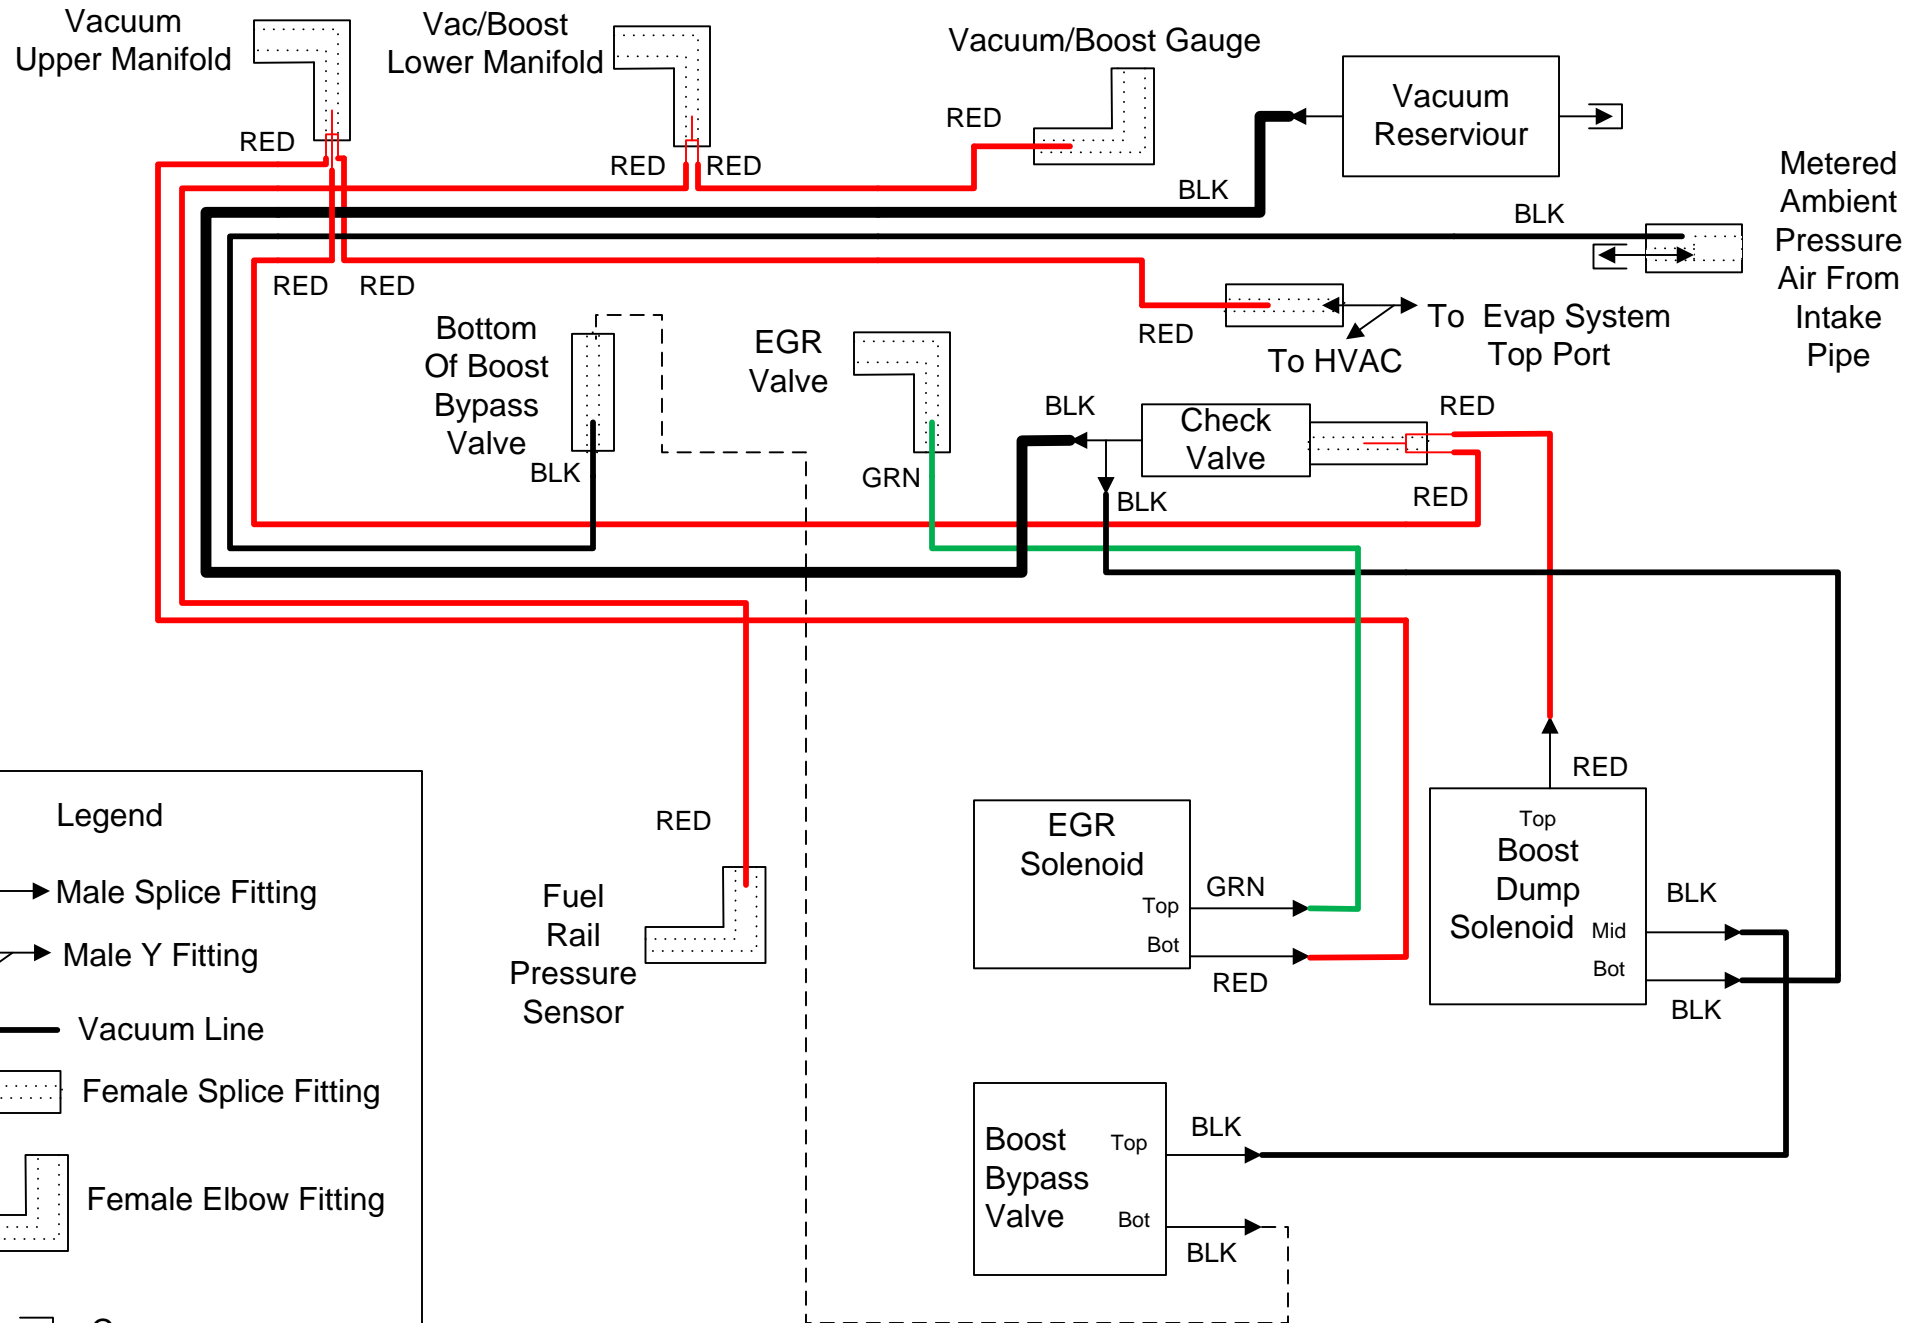 Vacuum
Upper Manifold
Vac/Boost
Lower Manifold
Vacuum/Boost Gauge
Vacuum
Reserviour
RED
RED
RED
RED
BLK
BLK
Metered
Ambient
Pressure
Air From
Intake
Pipe
RED
RED
RED
To Evap System
Top Port
To HVAC
Bottom
Of Boost
Bypass
Valve
BLK
EGR
Valve
GRN
BLK
Check
Valve
RED
RED
BLK
RED
Fuel
Rail
Pressure
Sensor
EGR
Solenoid
Top
Bot
GRN
RED
RED
Top
Boost
Dump
Solenoid
Mid
Bot
BLK
BLK
Boost
Bypass
Valve
Top
Bot
BLK
BLK
Legend
Male Splice Fitting
Male Y Fitting
Vacuum Line
Female Splice Fitting
Female Elbow Fitting